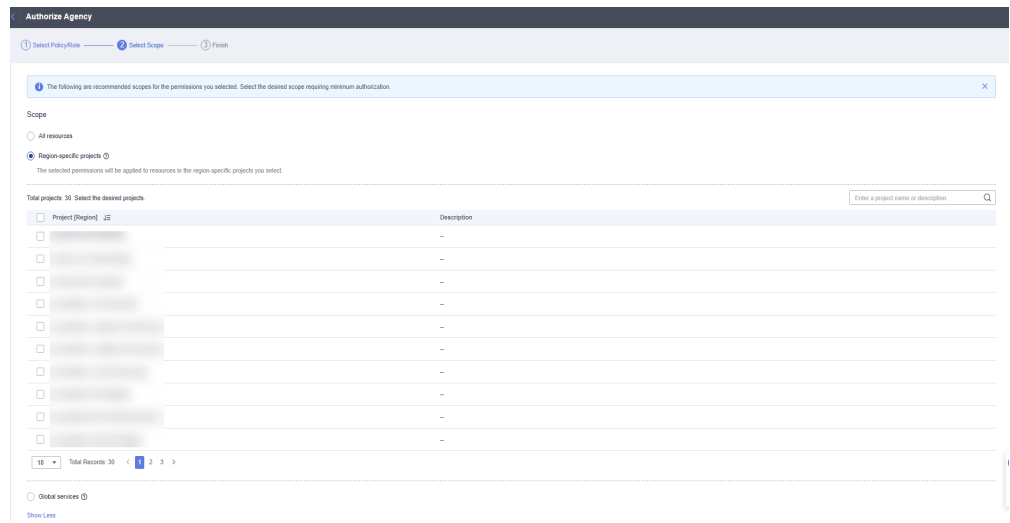 Authorize Agency
1 Select Policy/Role 2 Select Scope 3 Finish
The following are recommended scopes for the permissions you selected. Select the desired scope requiring minimum authorization.
Scope
All resources
Region-specific projects
The selected permissions will be applied to resources in the region-specific projects you select.
Total projects: 30. Select the desired projects.
Enter a project name or description.
Project [Region] Description
--
--
--
--
--
--
--
--
--
--
10 Total Records: 30 < 1 2 3 >
Global services
Show Less